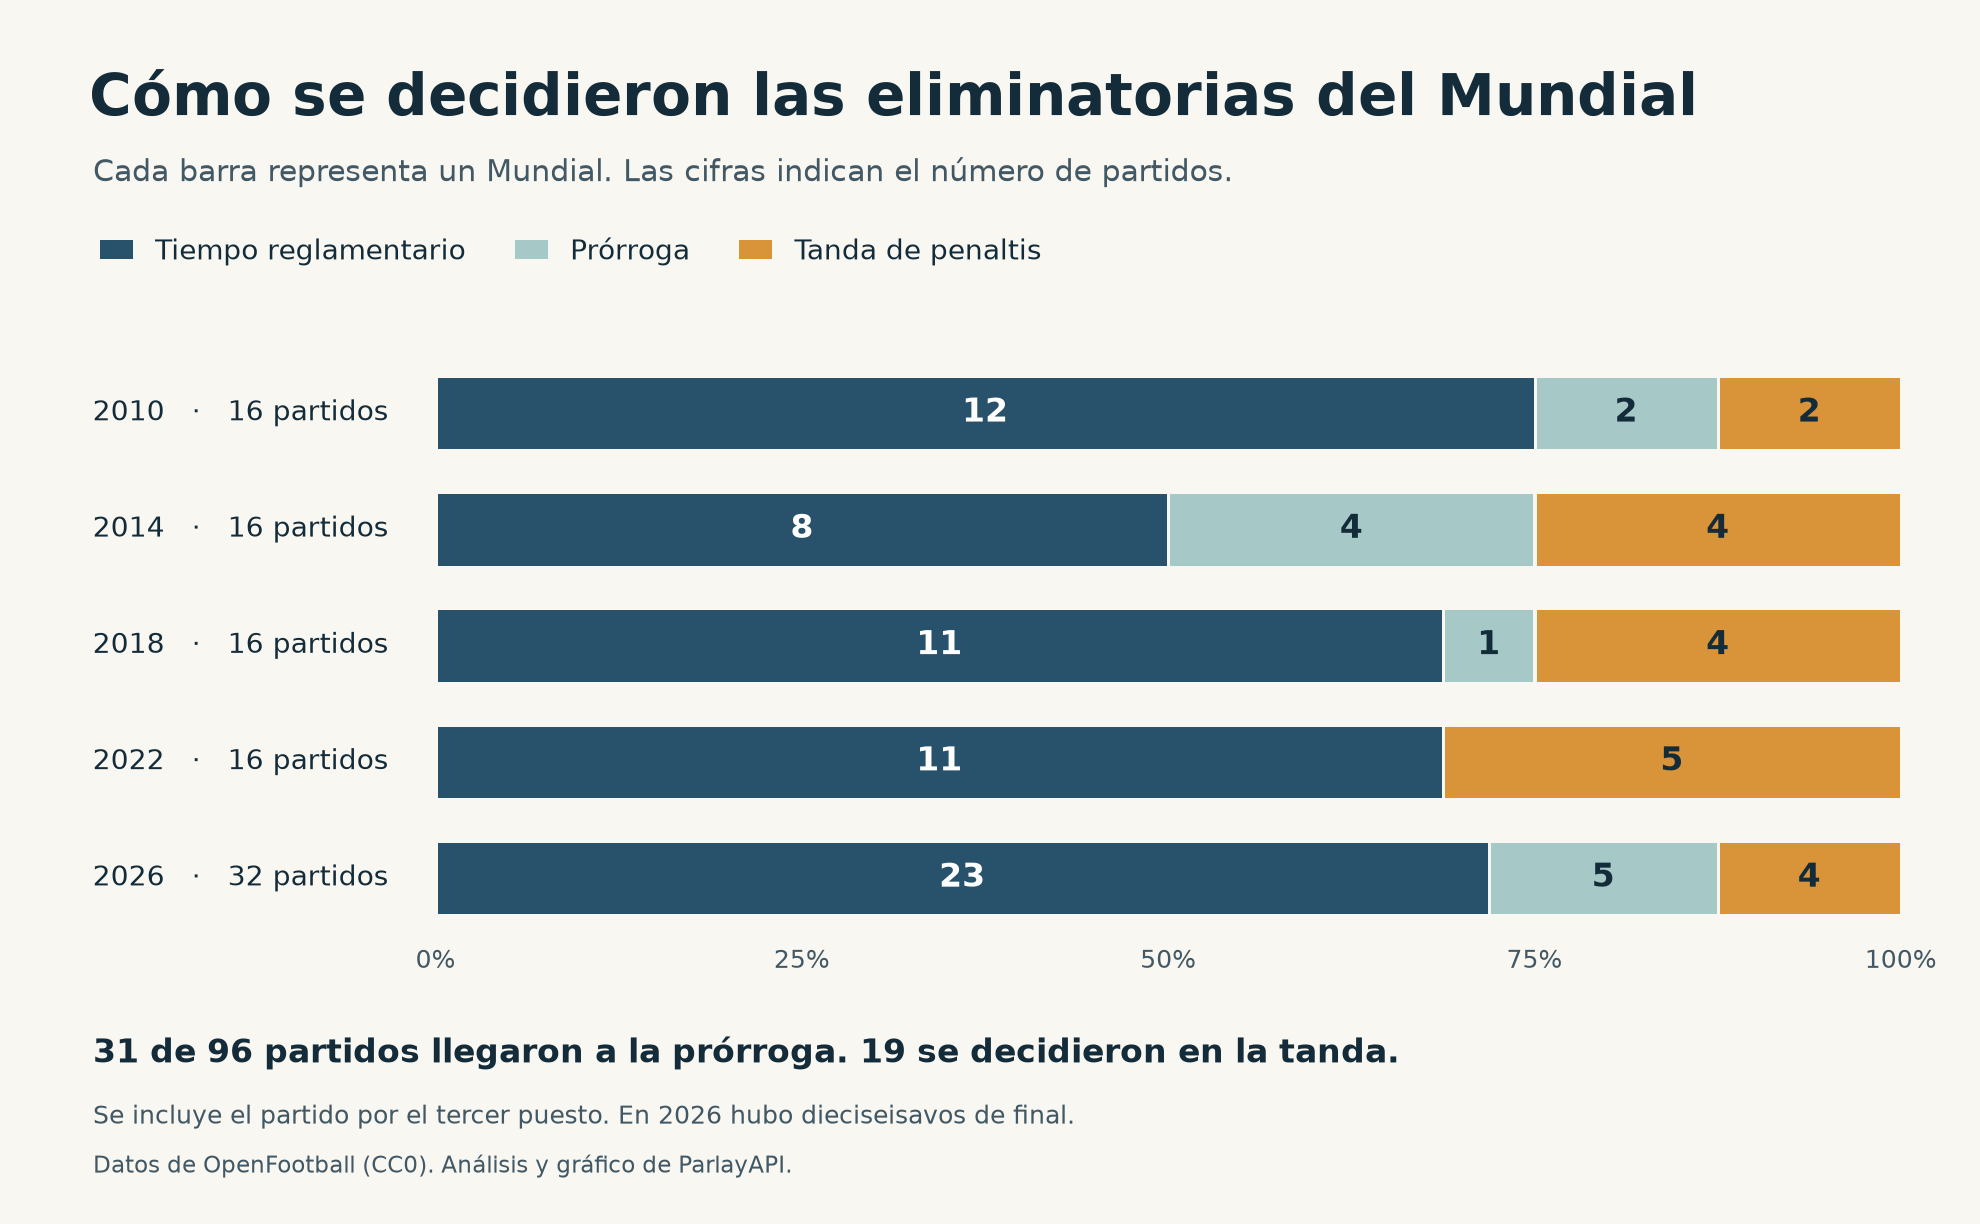 Cómo se decidieron las eliminatorias del Mundial
Cada barra representa un Mundial. Las cifras indican el número de partidos.
Tiempo reglamentario Prórroga Tanda de penaltis
2010 · 16 partidos 12 2 2
2014 · 16 partidos 8 4 4
2018 · 16 partidos 11 1 4
2022 · 16 partidos 11 5
2026 · 32 partidos 23 5 4
0% 25% 50% 75% 100%
31 de 96 partidos llegaron a la prórroga. 19 se decidieron en la tanda.
Se incluye el partido por el tercer puesto. En 2026 hubo dieciseisavos de final.
Datos de OpenFootball (CC0). Análisis y gráfico de ParlayAPI.